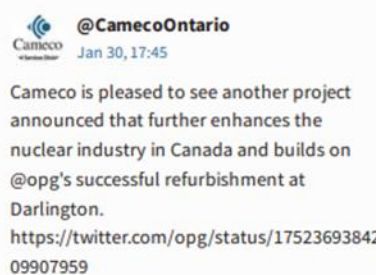 @CamecoOntario
Cameco
Jan 30, 17:45
Cameco is pleased to see another project
announced that further enhances the
nuclear industry in Canada and builds on
@opg's successful refurbishment at
Darlington.
https://twitter.com/opg/status/17523693842
09907959